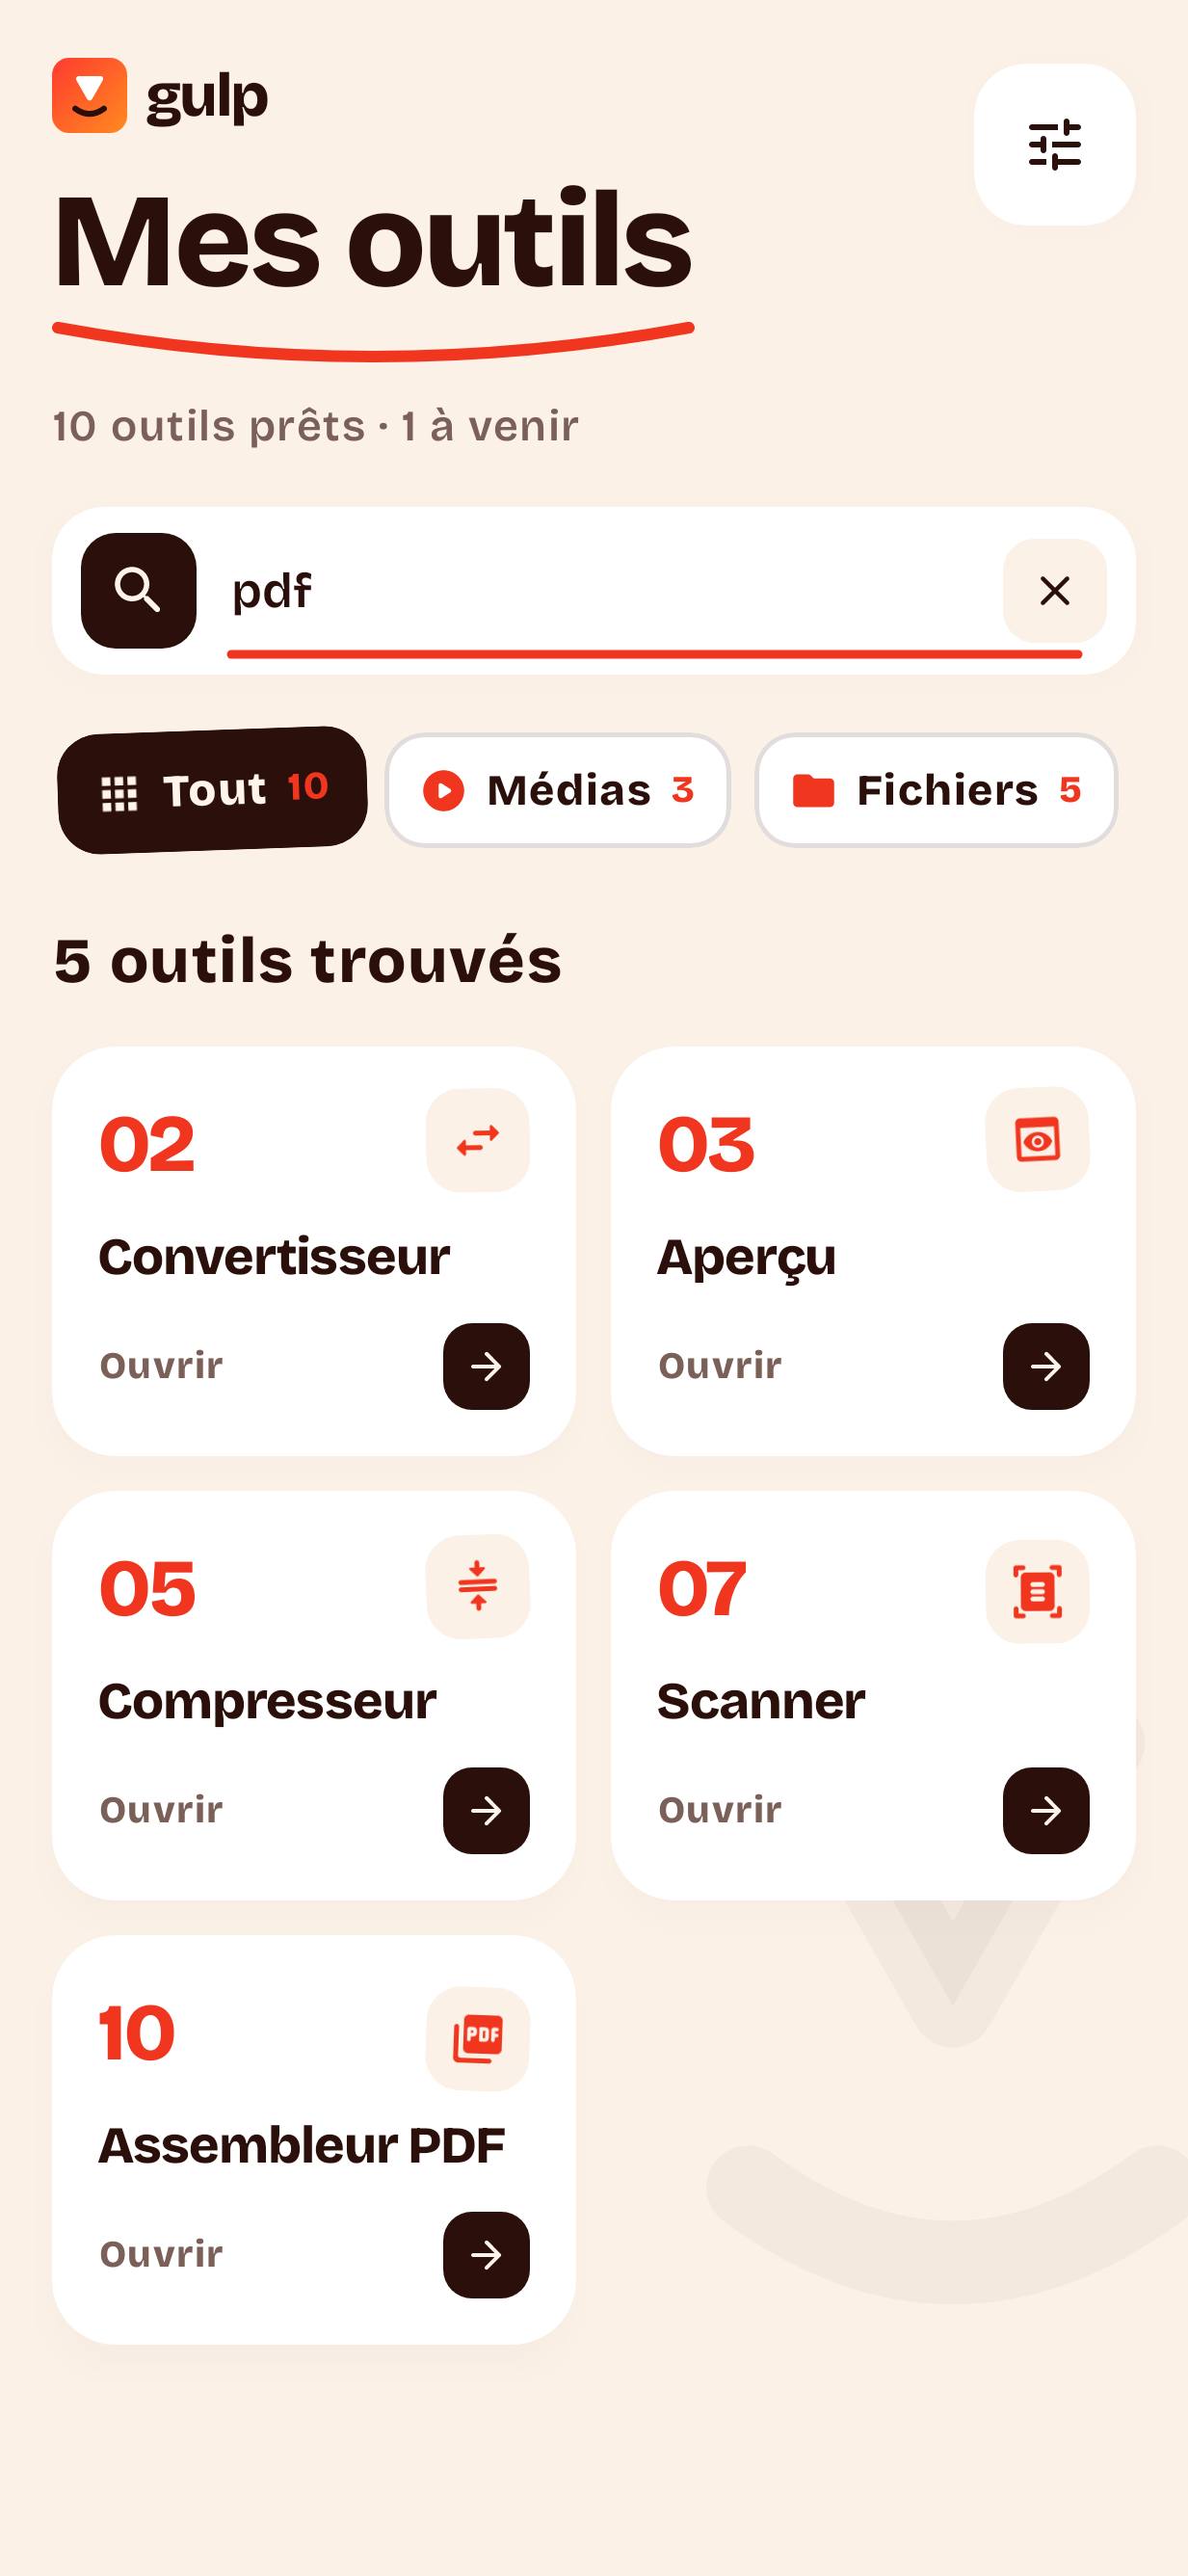 gulp
Mes outils
10 outils prêts · 1 à venir
pdf
Tout 10
Médias 3
Fichiers 5
5 outils trouvés
02
Convertisseur
Ouvrir
03
Aperçu
Ouvrir
05
Compresseur
Ouvrir
07
Scanner
Ouvrir
10
PDF
Assembleur PDF
Ouvrir